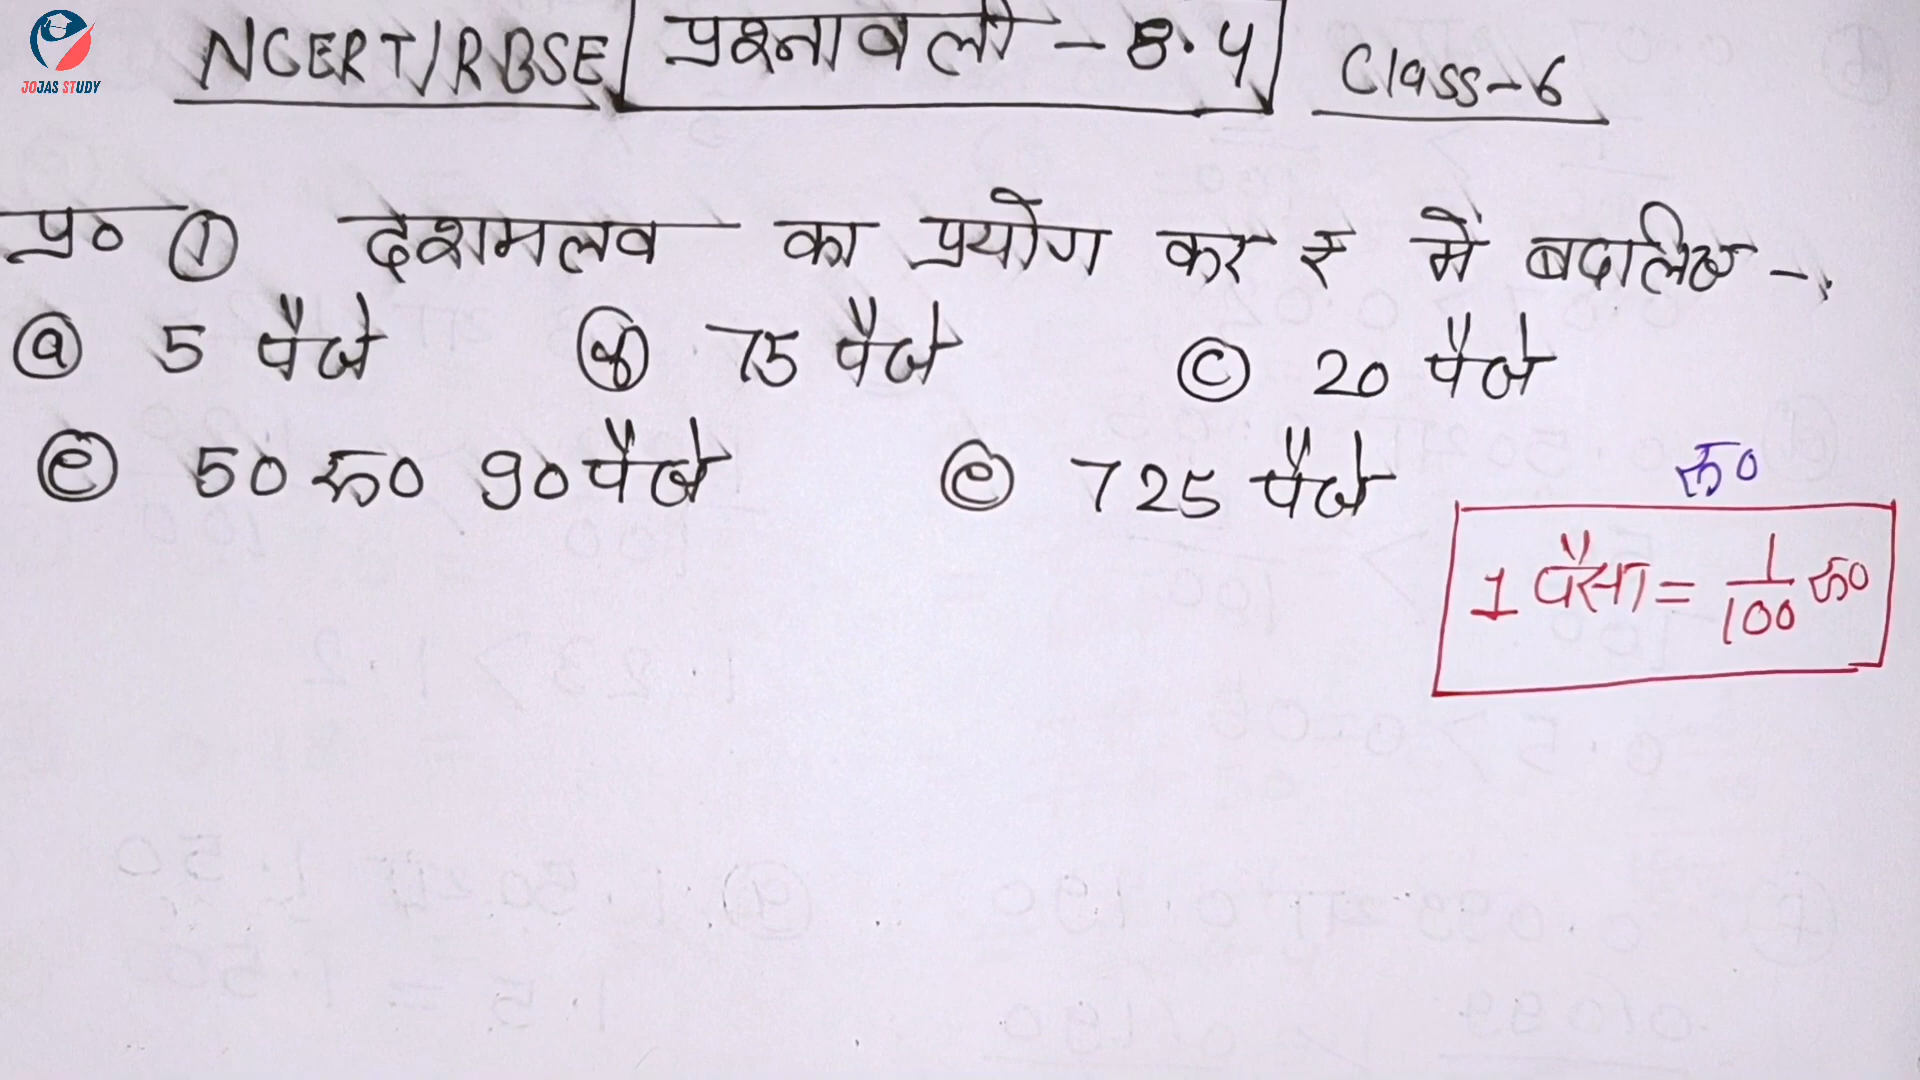 JOJAS STUDY
NCERT/RBSE प्रश्नावली - 8.4 Class-6
प्र० ① दशमलव का प्रयोग कर ₹ में बदलिए -
ⓐ 5 पैसे ⓑ 75 पैसे ⓒ 20 पैसे
ⓔ 50 रू० 90 पैसे ⓔ 725 पैसे
रू०
1 पैसा = 1/100 रू०